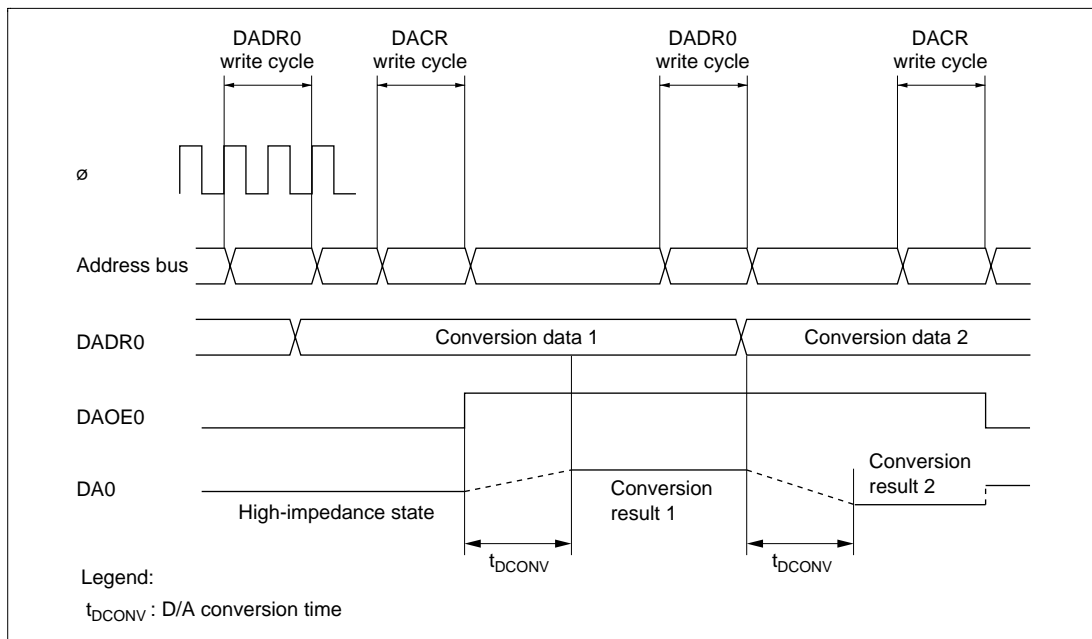 DADR0
write cycle
DACR
write cycle
DADR0
write cycle
DACR
write cycle
ø
Address bus
DADR0
Conversion data 1
Conversion data 2
DAOE0
DA0
High-impedance state
Conversion
result 1
Conversion
result 2
tDCONV
tDCONV
Legend:
tDCONV : D/A conversion time